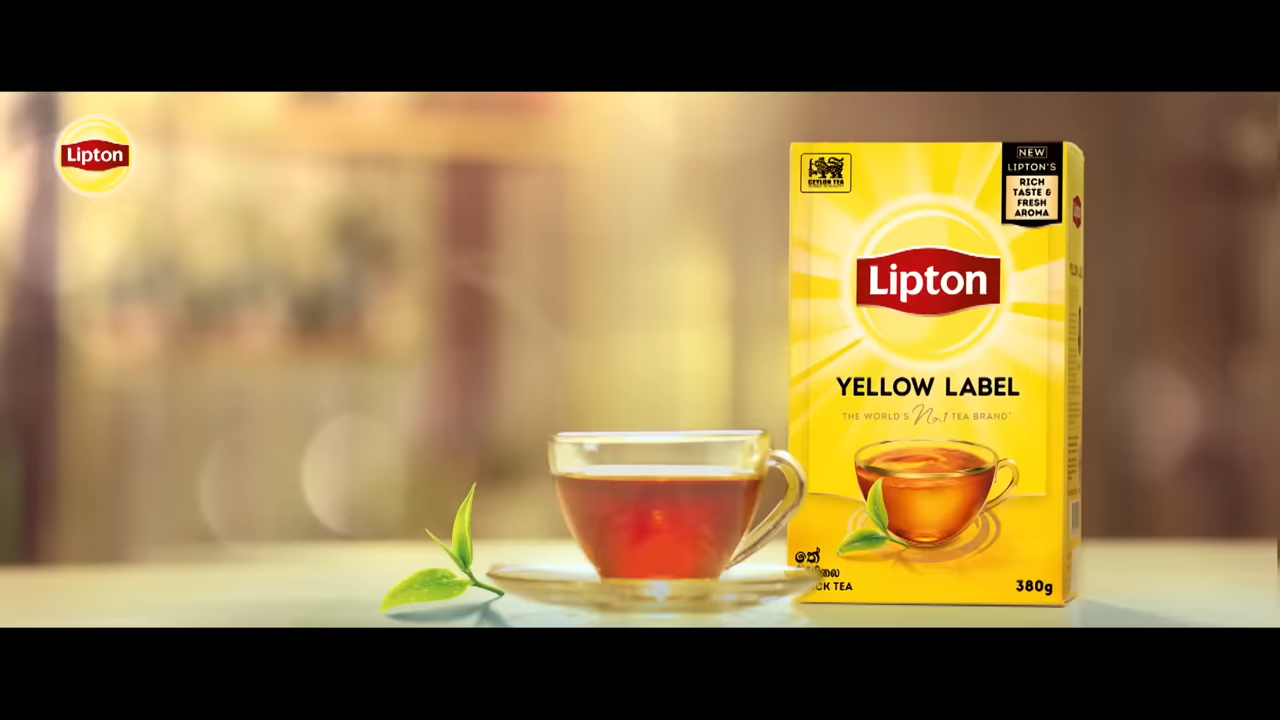 Lipton
CEYLON TEA
NEW
LIPTON'S
RICH
TASTE &
FRESH
AROMA
Lipton
YELLOW LABEL
THE WORLD'S No.1 TEA BRAND*
තේ
CK TEA
380g